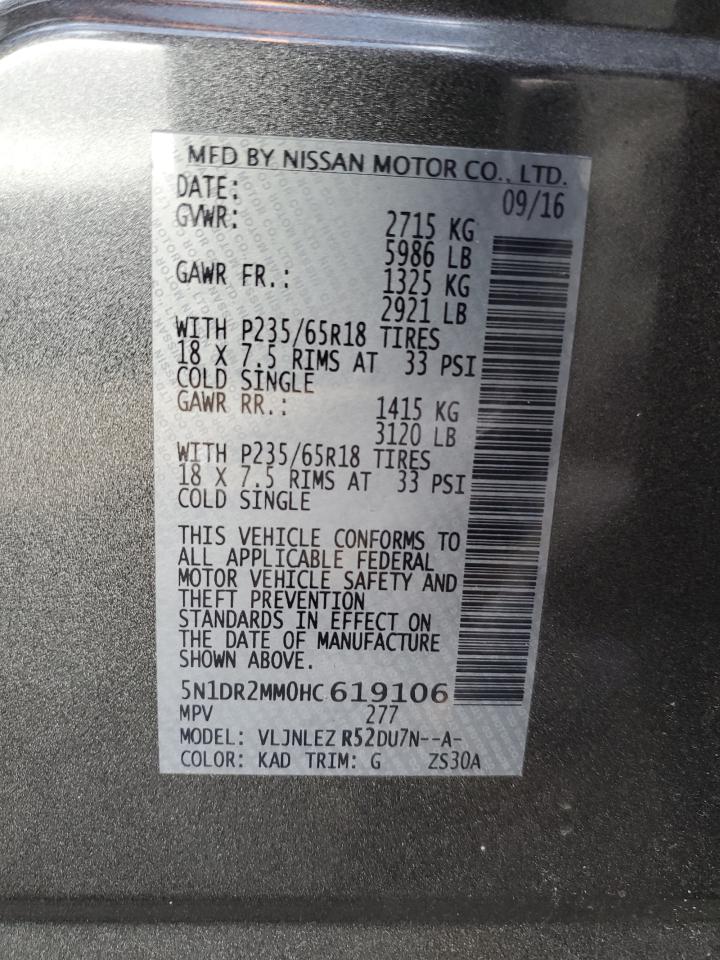 MFD BY NISSAN MOTOR CO., LTD.
DATE: 09/16
GVWR: 2715 KG
5986 LB
GAWR FR.: 1325 KG
2921 LB
WITH P235/65R18 TIRES
18 X 7.5 RIMS AT 33 PSI
COLD SINGLE
GAWR RR.: 1415 KG
3120 LB
WITH P235/65R18 TIRES
18 X 7.5 RIMS AT 33 PSI
COLD SINGLE
THIS VEHICLE CONFORMS TO
ALL APPLICABLE FEDERAL
MOTOR VEHICLE SAFETY AND
THEFT PREVENTION
STANDARDS IN EFFECT ON
THE DATE OF MANUFACTURE
SHOWN ABOVE.
5N1DR2MM0HC 619106
MPV 277
MODEL: VLJNLEZ R52DU7N--A-
COLOR: KAD TRIM: G ZS30A